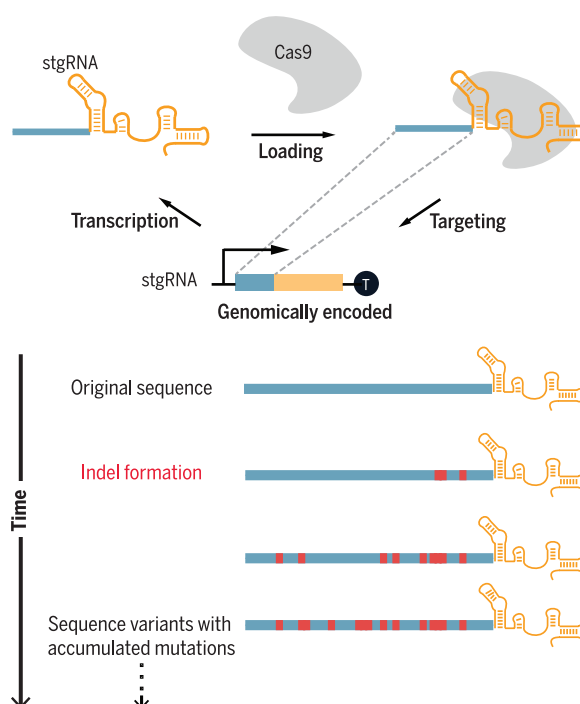 stgRNA
Cas9
Loading
Transcription
Targeting
stgRNA
T
Genomically encoded
Time
Original sequence
Indel formation
Sequence variants with
accumulated mutations